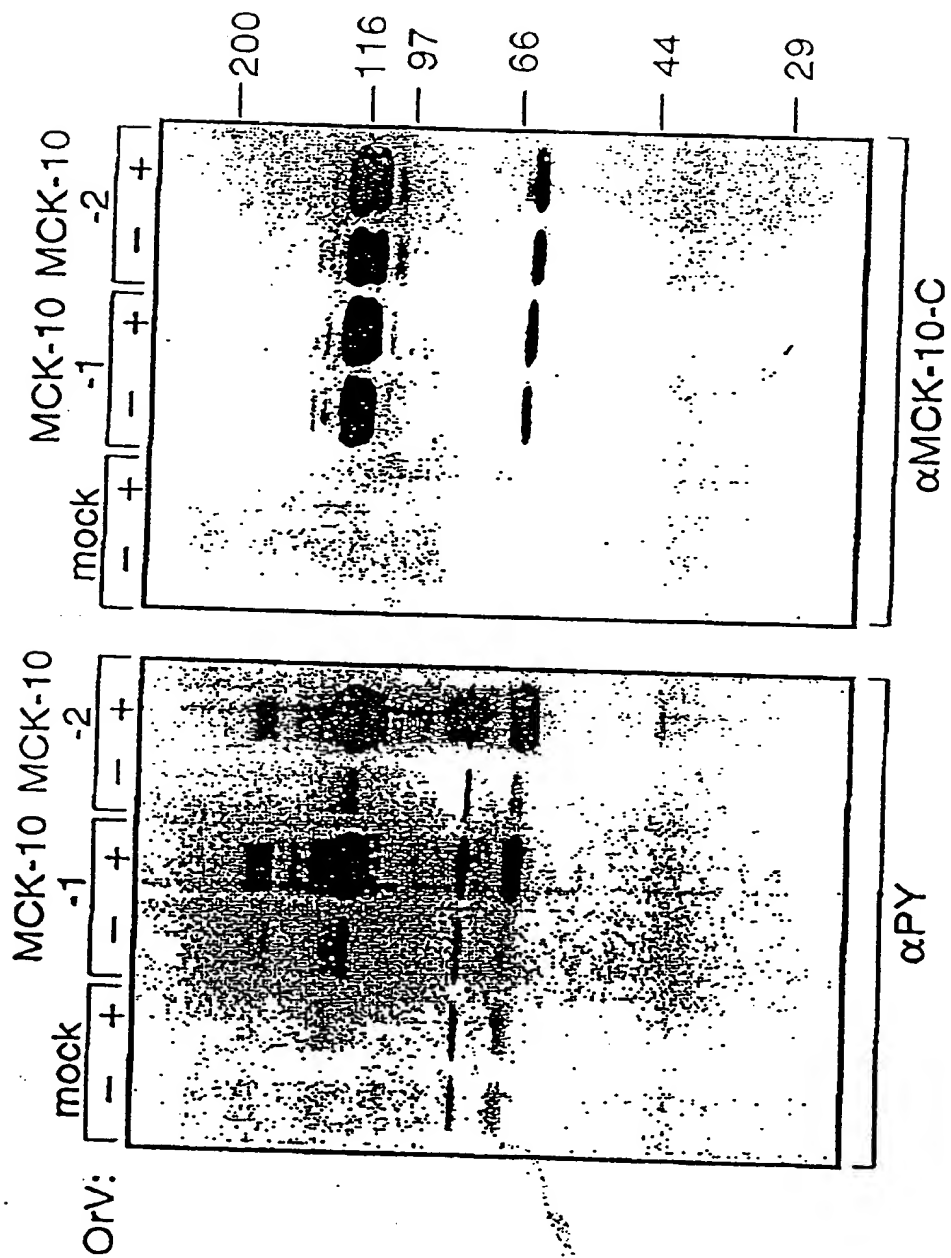 OrV:
mock MCK-10 MCK-10
-1 -2
− + − + − +
mock MCK-10 MCK-10
-1 -2
− + − + − +
200
116
97
66
44
29
αPY
αMCK-10-C